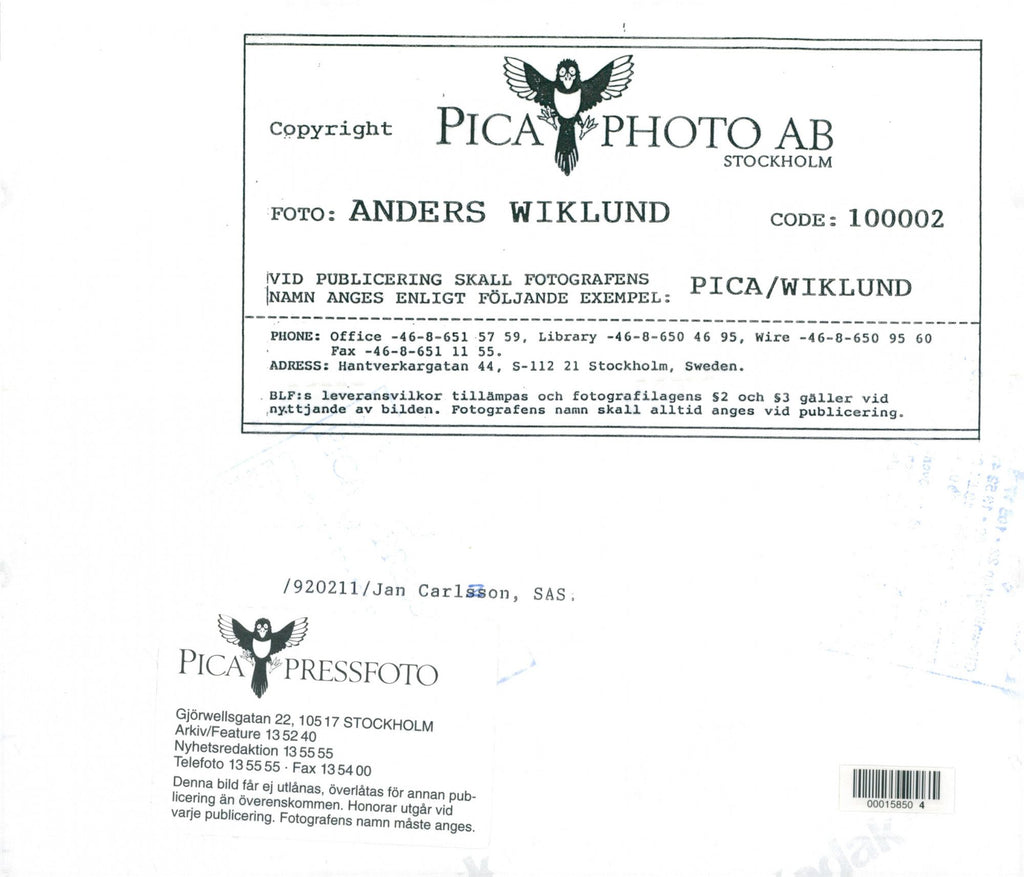 Copyright PICA PHOTO AB
STOCKHOLM
FOTO: ANDERS WIKLUND CODE: 100002
VID PUBLICERING SKALL FOTOGRAFENS
NAMN ANGES ENLIGT FÖLJANDE EXEMPEL: PICA/WIKLUND
PHONE: Office -46-8-651 57 59, Library -46-8-650 46 95, Wire -46-8-650 95 60
Fax -46-8-651 11 55.
ADRESS: Hantverkargatan 44, S-112 21 Stockholm, Sweden.
BLF:s leveransvilkor tillämpas och fotografilagens §2 och §3 gäller vid
nyttjande av bilden. Fotografens namn skall alltid anges vid publicering.
/920211/Jan Carlsson, SAS.
PICA PRESSFOTO
Gjörwellsgatan 22, 105 17 STOCKHOLM
Arkiv/Feature 13 52 40
Nyhetsredaktion 13 55 55
Telefoto 13 55 55 · Fax 13 54 00
Denna bild får ej utlånas, överlåtas för annan pub-
licering än överenskommen. Honorar utgår vid
varje publicering. Fotografens namn måste anges.
00015850 4